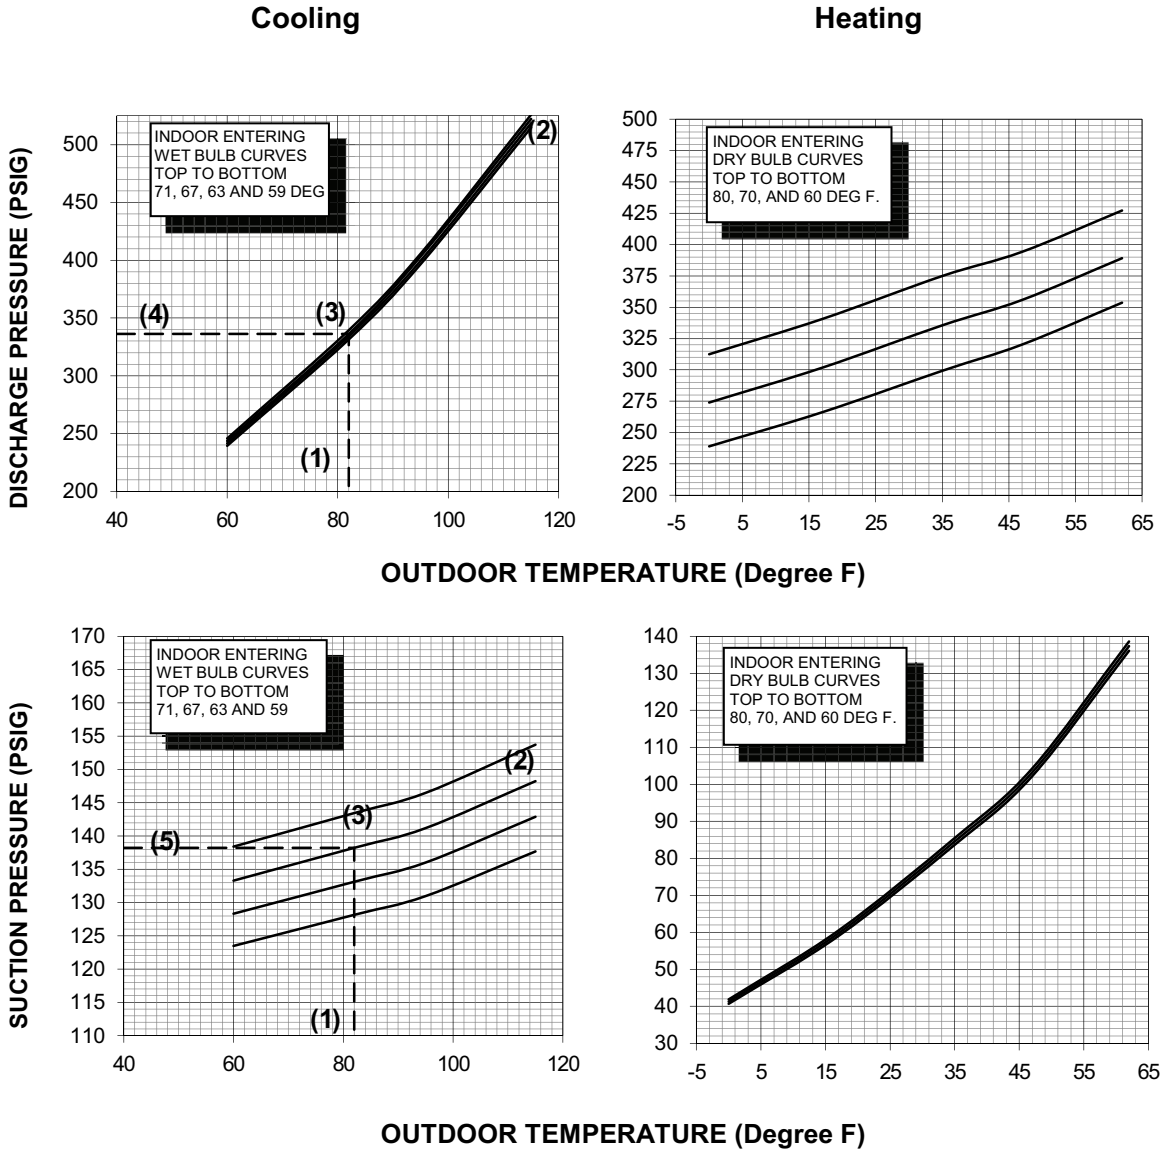 Cooling
Heating
DISCHARGE PRESSURE (PSIG)
500
450
400
350
300
250
200
INDOOR ENTERING
WET BULB CURVES
TOP TO BOTTOM
71, 67, 63 AND 59 DEG
(2)
(3)
(4)
(1)
40 60 80 100 120
500
475
450
425
400
375
350
325
300
275
250
225
200
INDOOR ENTERING
DRY BULB CURVES
TOP TO BOTTOM
80, 70, AND 60 DEG F.
-5 5 15 25 35 45 55 65
OUTDOOR TEMPERATURE (Degree F)
SUCTION PRESSURE (PSIG)
170
165
160
155
150
145
140
135
130
125
120
115
110
INDOOR ENTERING
WET BULB CURVES
TOP TO BOTTOM
71, 67, 63 AND 59
(2)
(3)
(5)
(1)
40 60 80 100 120
140
130
120
110
100
90
80
70
60
50
40
30
INDOOR ENTERING
DRY BULB CURVES
TOP TO BOTTOM
80, 70, AND 60 DEG F.
-5 5 15 25 35 45 55 65
OUTDOOR TEMPERATURE (Degree F)